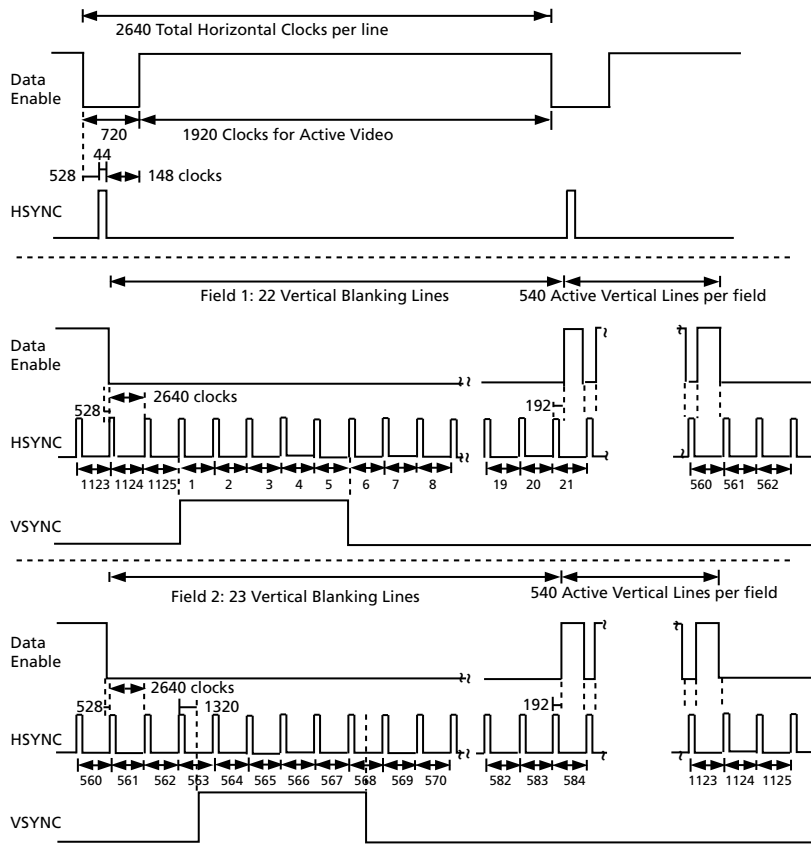 2640 Total Horizontal Clocks per line
Data
Enable
720
1920 Clocks for Active Video
44
528
148 clocks
HSYNC
Field 1: 22 Vertical Blanking Lines
540 Active Vertical Lines per field
Data
Enable
2640 clocks
528
192
HSYNC
1123 1124 1125 1 2 3 4 5 6 7 8 19 20 21 560 561 562
VSYNC
Field 2: 23 Vertical Blanking Lines
540 Active Vertical Lines per field
Data
Enable
2640 clocks
528
1320
192
HSYNC
560 561 562 563 564 565 566 567 568 569 570 582 583 584 1123 1124 1125
VSYNC